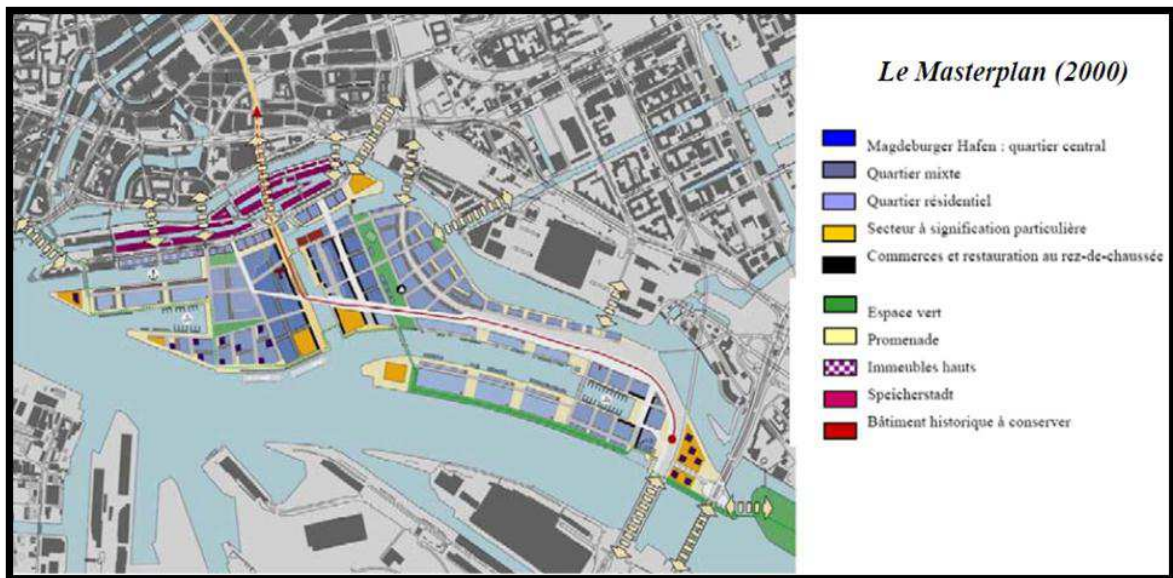 Le Masterplan (2000)
Magdeburger Hafen : quartier central
Quartier mixte
Quartier résidentiel
Secteur à signification particulière
Commerces et restauration au rez-de-chaussée
Espace vert
Promenade
Immeubles hauts
Speicherstadt
Bâtiment historique à conserver